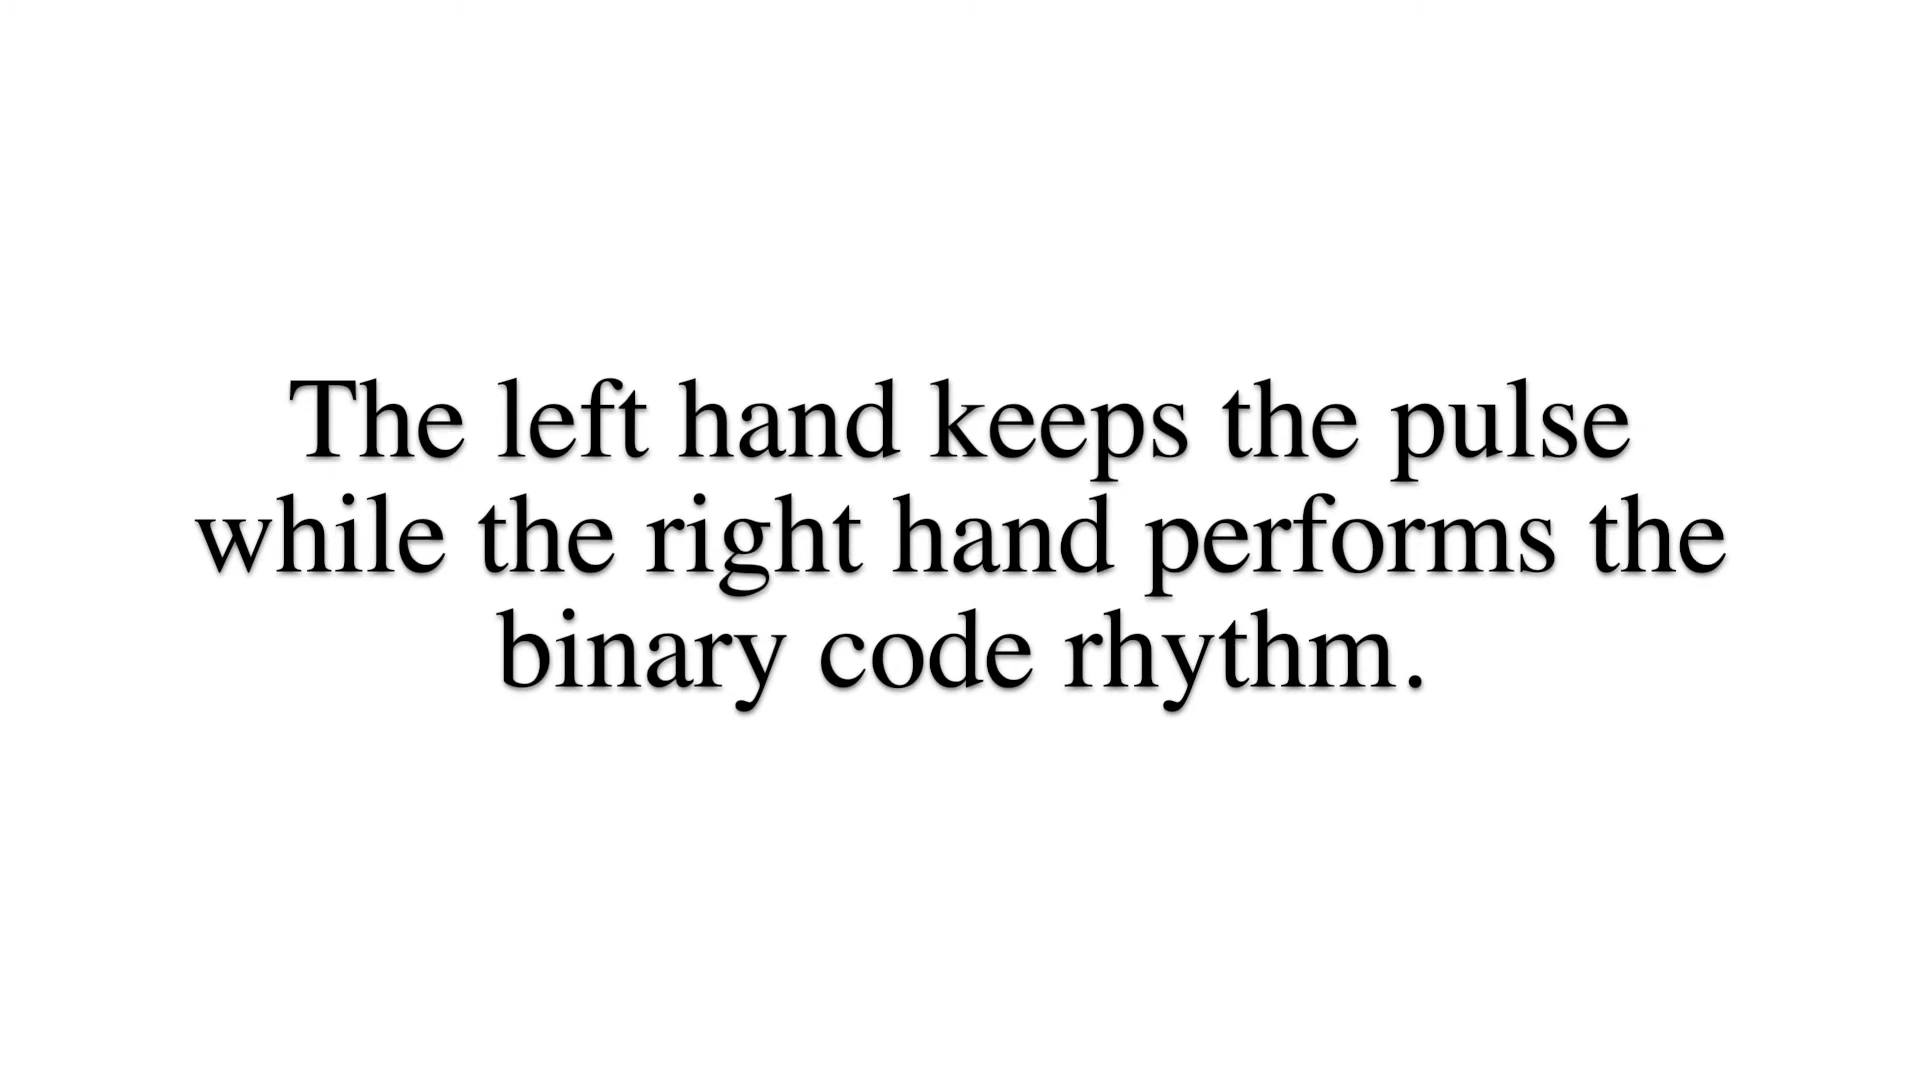 The left hand keeps the pulse
while the right hand performs the
binary code rhythm.